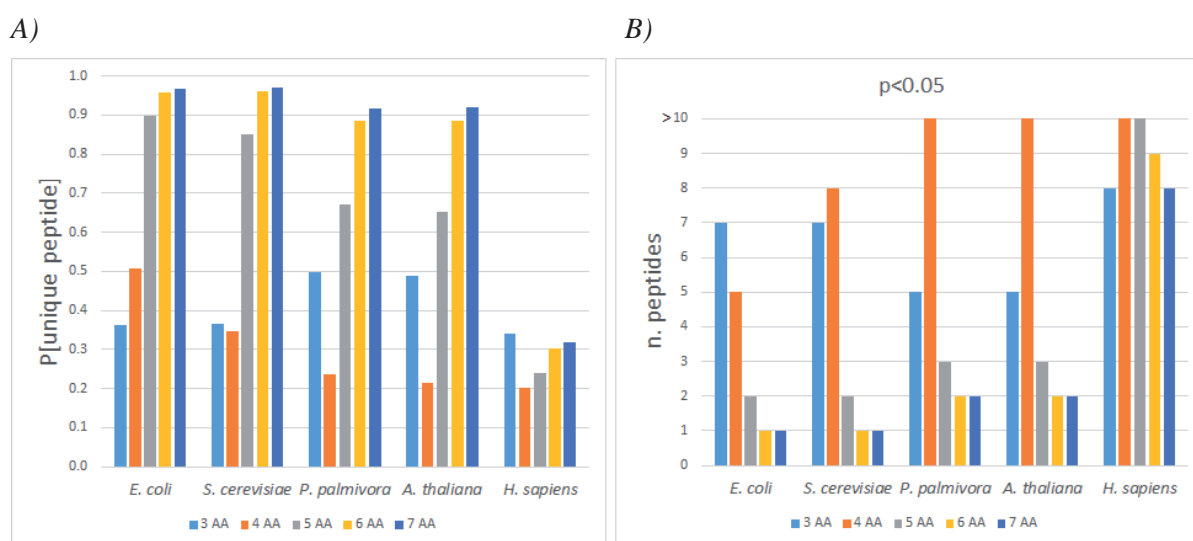 A)
P[unique peptide]
1.0
0.9
0.8
0.7
0.6
0.5
0.4
0.3
0.2
0.1
0.0
E. coli S. cerevisiae P. palmivora A. thaliana H. sapiens
3 AA 4 AA 5 AA 6 AA 7 AA
B)
p<0.05
n. peptides
>10
9
8
7
6
5
4
3
2
1
0
E. coli S. cerevisiae P. palmivora A. thaliana H. sapiens
3 AA 4 AA 5 AA 6 AA 7 AA